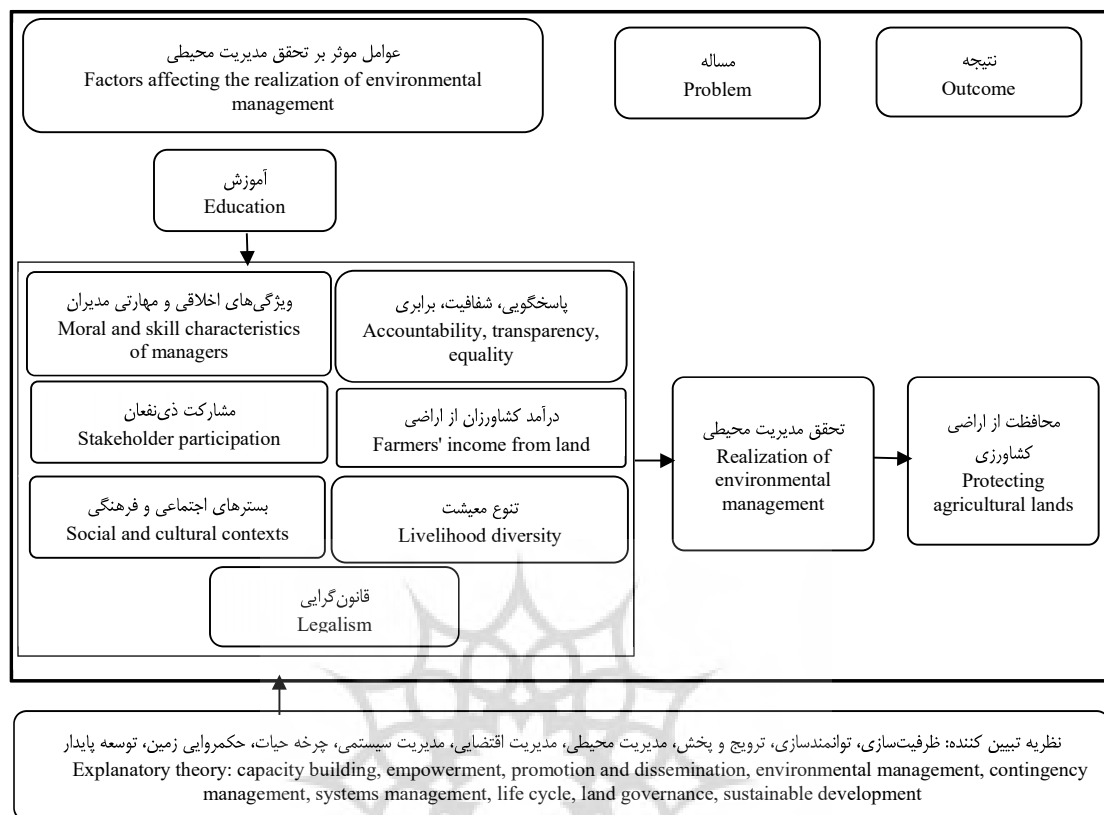 عوامل موثر بر تحقق مدیریت محیطی
Factors affecting the realization of environmental
management
مساله
Problem
نتیجه
Outcome
آموزش
Education
ویژگی‌های اخلاقی و مهارتی مدیران
Moral and skill characteristics
of managers
پاسخگویی، شفافیت، برابری
Accountability, transparency,
equality
مشارکت ذی‌نفعان
Stakeholder participation
درآمد کشاورزان از اراضی
Farmers' income from land
بسترهای اجتماعی و فرهنگی
Social and cultural contexts
تنوع معیشت
Livelihood diversity
قانون‌گرایی
Legalism
تحقق مدیریت محیطی
Realization of
environmental
management
محافظت از اراضی
کشاورزی
Protecting
agricultural lands
نظریه تبیین کننده: ظرفیت‌سازی، توانمندسازی، ترویج و پخش، مدیریت محیطی، مدیریت اقتضایی، مدیریت سیستمی، چرخه حیات، حکمروایی زمین، توسعه پایدار
Explanatory theory: capacity building, empowerment, promotion and dissemination, environmental management, contingency
management, systems management, life cycle, land governance, sustainable development